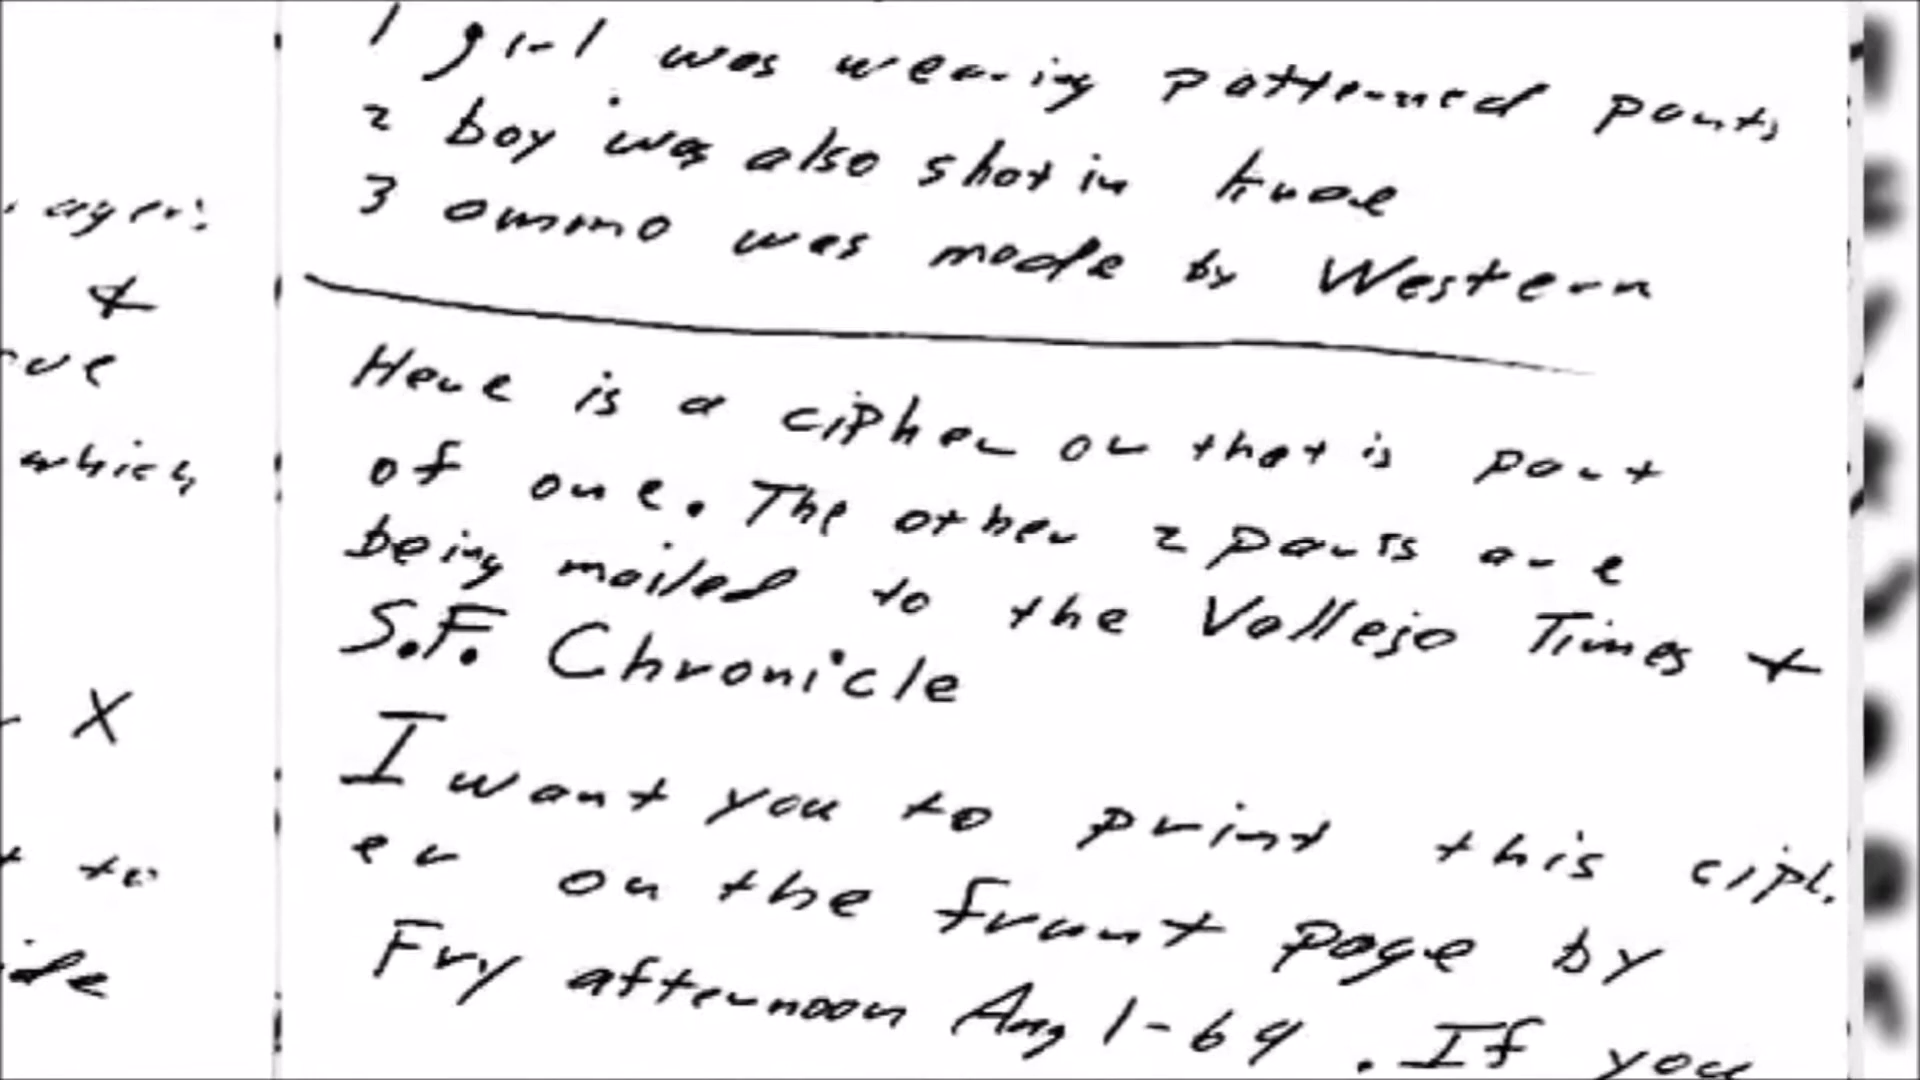 1 girl was wearing patterned pants
2 boy was also shot in knee
3 ammo was made by Western
which
X
to
Here is a cipher or that is part
of one. The other 2 parts are
being mailed to the Vallejo Times +
S.F. Chronicle
I want you to print this ciph
er on the frunt page by
Fry afternoon Aug 1-69. If you